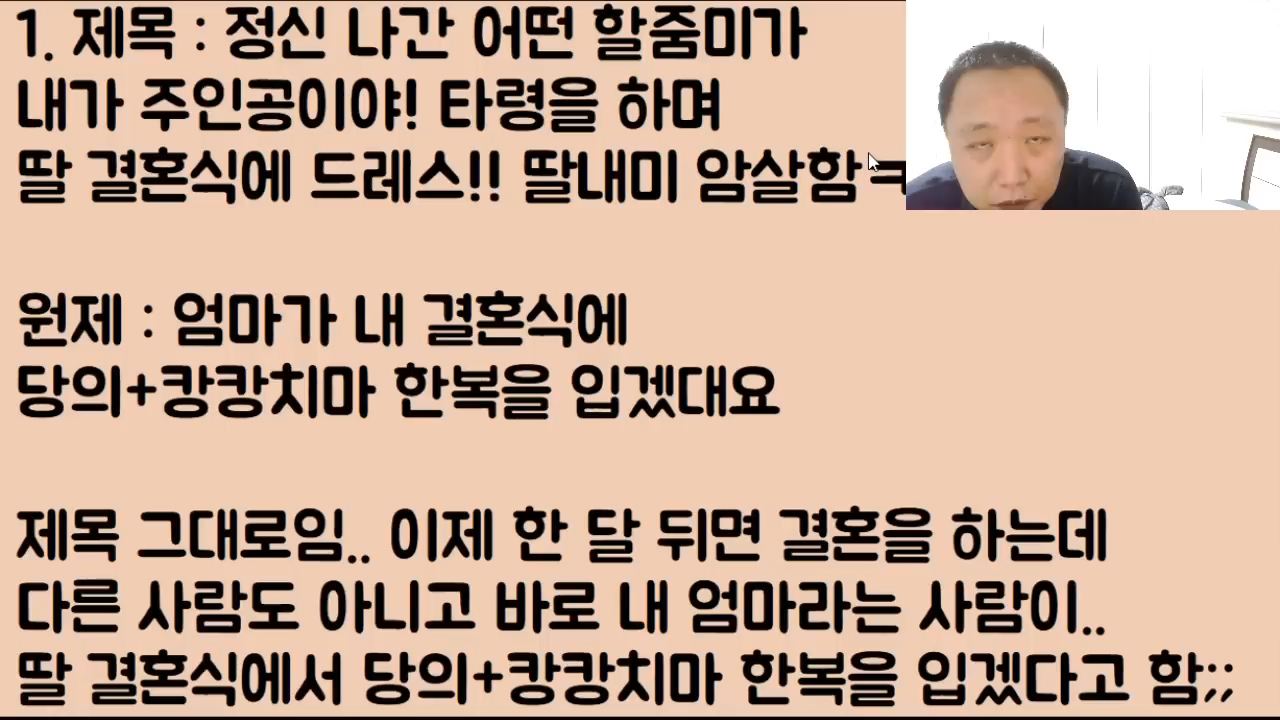 1. 제목 : 정신 나간 어떤 할줌미가
내가 주인공이야! 타령을 하며
딸 결혼식에 드레스!! 딸내미 암살함ㅋ
원제 : 엄마가 내 결혼식에
당의+캉캉치마 한복을 입겠대요
제목 그대로임.. 이제 한 달 뒤면 결혼을 하는데
다른 사람도 아니고 바로 내 엄마라는 사람이..
딸 결혼식에서 당의+캉캉치마 한복을 입겠다고 함;;